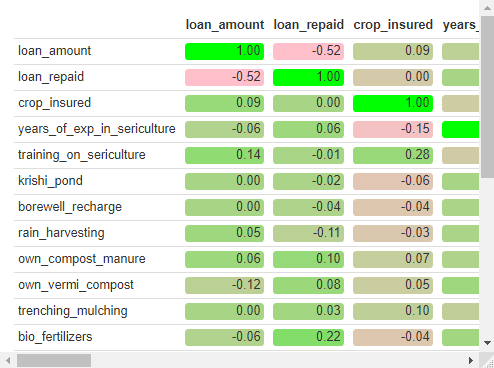 loan_amount loan_repaid crop_insured years_
loan_amount 1.00 -0.52 0.09
loan_repaid -0.52 1.00 0.00
crop_insured 0.09 0.00 1.00
years_of_exp_in_sericulture -0.06 0.06 -0.15
training_on_sericulture 0.14 -0.01 0.28
krishi_pond 0.00 -0.02 -0.06
borewell_recharge 0.00 -0.04 -0.04
rain_harvesting 0.05 -0.11 -0.03
own_compost_manure 0.06 0.10 0.07
own_vermi_compost -0.12 0.08 0.05
trenching_mulching 0.00 0.03 0.10
bio_fertilizers -0.06 0.22 -0.04